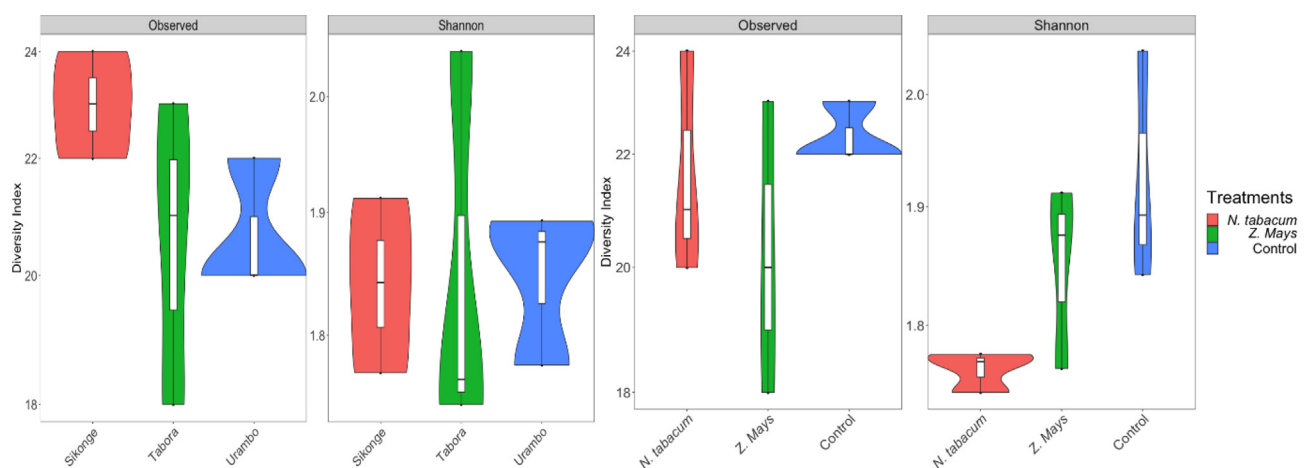 Observed
Shannon
Diversity Index
24
22
20
18
2.0
1.9
1.8
Sikonge
Tabora
Urambo
Sikonge
Tabora
Urambo
Observed
Shannon
Diversity Index
24
22
20
18
2.0
1.9
1.8
N. tabacum
Z. Mays
Control
N. tabacum
Z. Mays
Control
Treatments
N. tabacum
Z. Mays
Control